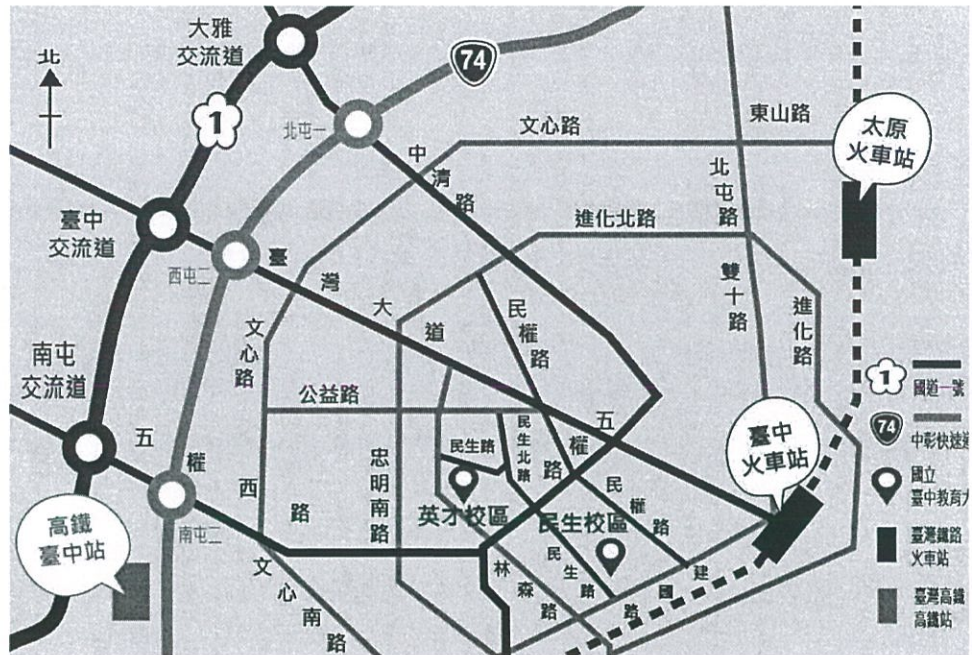 大雅
交流道
北
74
1
北屯一
中清路
文心路
東山路
太原
火車站
北屯路
進化北路
臺中
交流道
西屯二
臺灣大道
文心路
民權路
雙十路
進化路
南屯
交流道
公益路
1
國道一號
74
中彰快速道
五權西路
忠明南路
民生路
民生北路
五權路
臺中
火車站
國立
臺中教育大
英才校區
民生校區
民權路
高鐵
臺中站
南屯二
臺灣鐵路
火車站
文心南路
林森路
民生路
建國路
臺灣高鐵
高鐵站